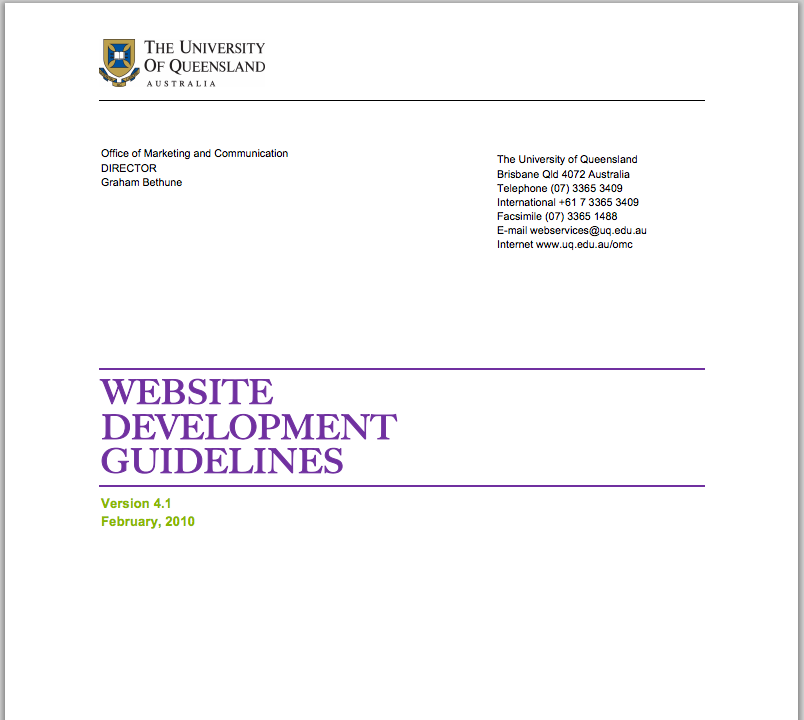 THE UNIVERSITY
OF QUEENSLAND
AUSTRALIA
Office of Marketing and Communication
DIRECTOR
Graham Bethune
The University of Queensland
Brisbane Qld 4072 Australia
Telephone (07) 3365 3409
International +61 7 3365 3409
Facsimile (07) 3365 1488
E-mail webservices@uq.edu.au
Internet www.uq.edu.au/omc
WEBSITE
DEVELOPMENT
GUIDELINES
Version 4.1
February, 2010